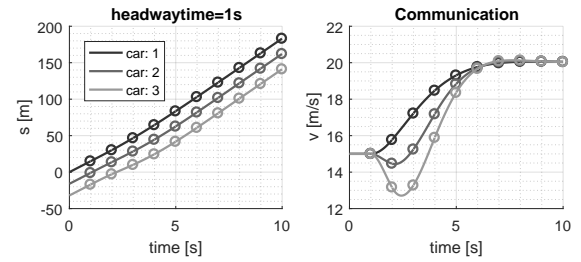 headwaytime=1s
200
150
100
50
0
-50
s [m]
car: 1
car: 2
car: 3
0
5
10
time [s]
Communication
22
20
18
16
14
12
v [m/s]
0
5
10
time [s]